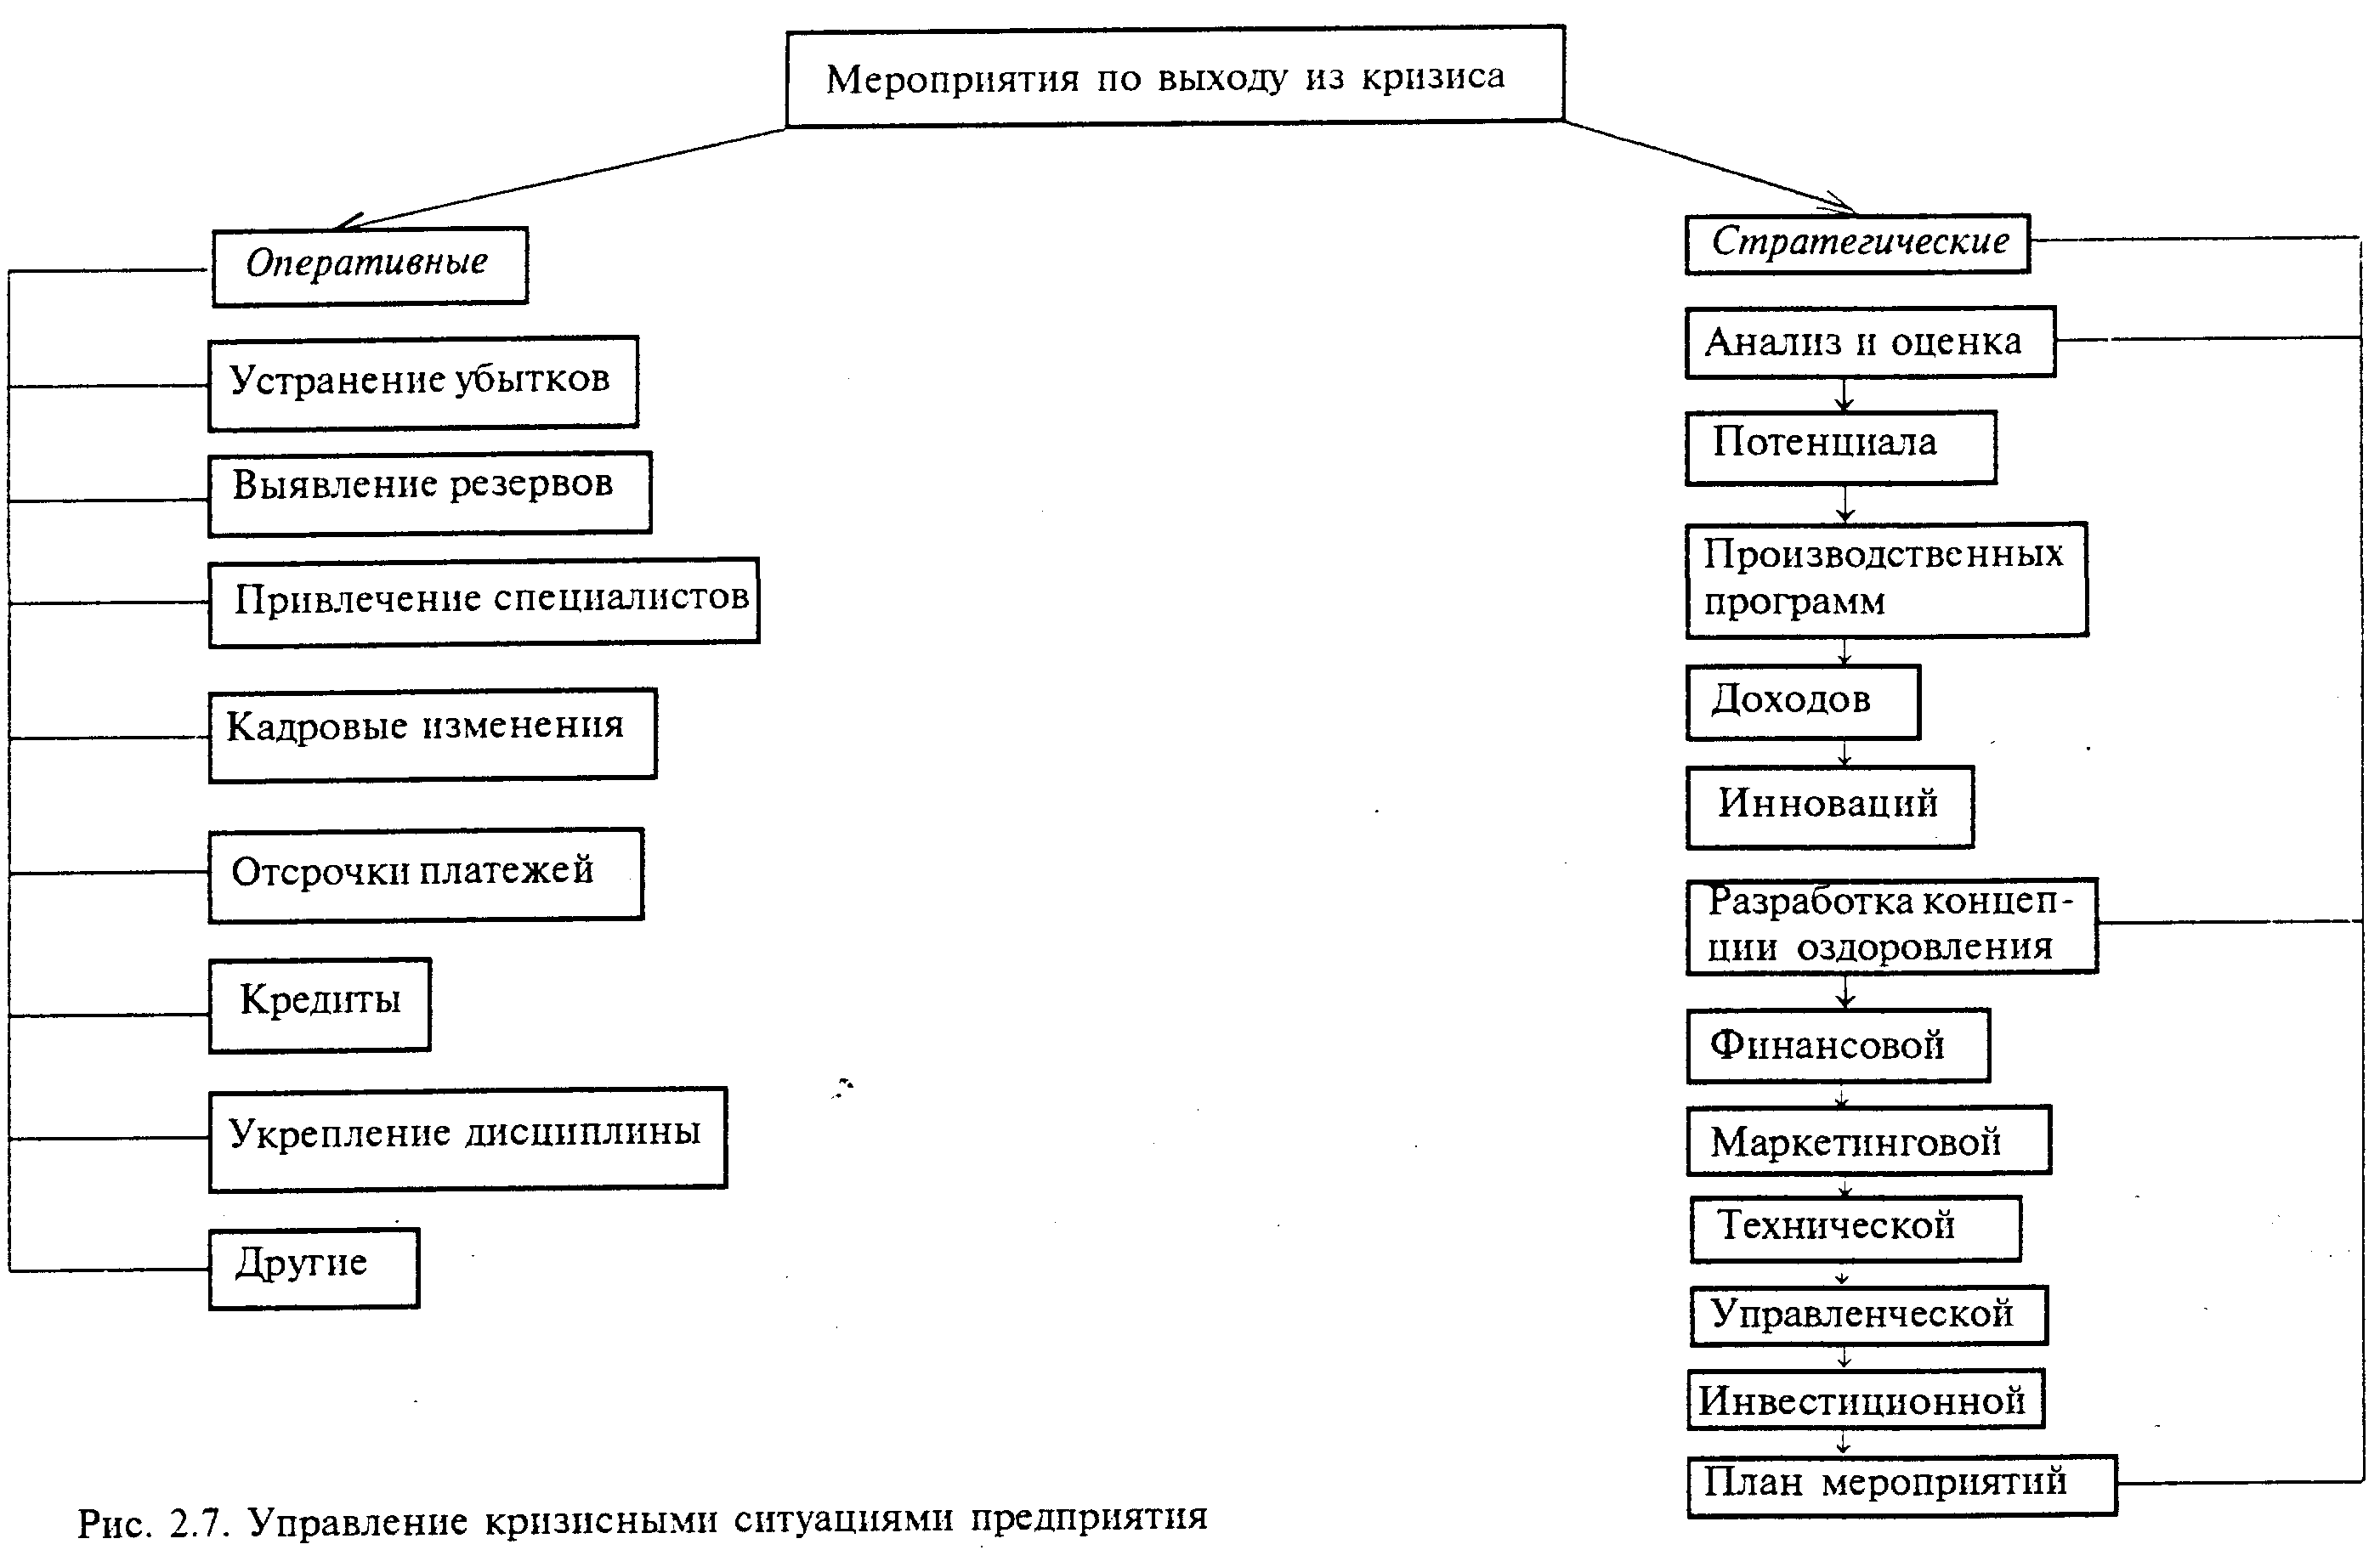 Мероприятия по выходу из кризиса
Оперативные
Устранение убытков
Выявление резервов
Привлечение специалистов
Кадровые изменения
Отсрочки платежей
Кредиты
Укрепление дисциплины
Другие
Стратегические
Анализ и оценка
Потенциала
Производственных
программ
Доходов
Инноваций
Разработка концеп-
ции оздоровления
Финансовой
Маркетинговой
Технической
Управленческой
Инвестиционной
План мероприятий
Рис. 2.7. Управление кризисными ситуациями предприятия